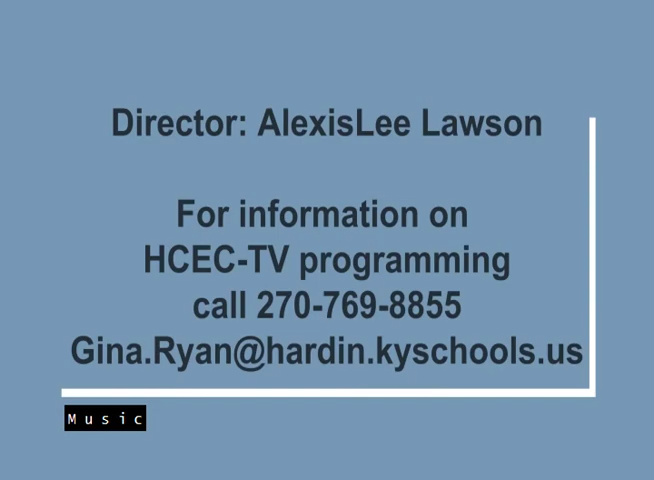 Director: AlexisLee Lawson
For information on
HCEC-TV programming
call 270-769-8855
Gina.Ryan@hardin.kyschools.us
Music